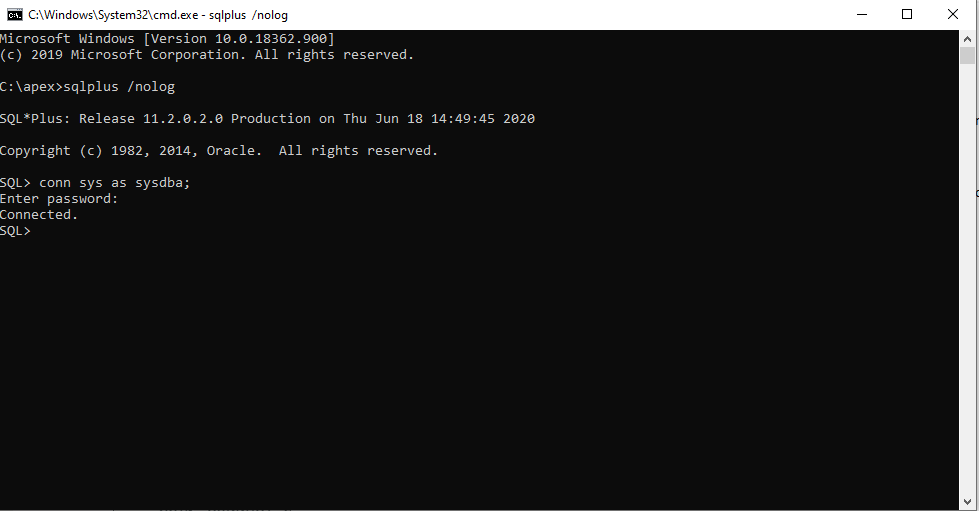 C:\Windows\System32\cmd.exe - sqlplus /nolog
Microsoft Windows [Version 10.0.18362.900]
(c) 2019 Microsoft Corporation. All rights reserved.
C:\apex>sqlplus /nolog
SQL*Plus: Release 11.2.0.2.0 Production on Thu Jun 18 14:49:45 2020
Copyright (c) 1982, 2014, Oracle.  All rights reserved.
SQL> conn sys as sysdba;
Enter password:
Connected.
SQL>